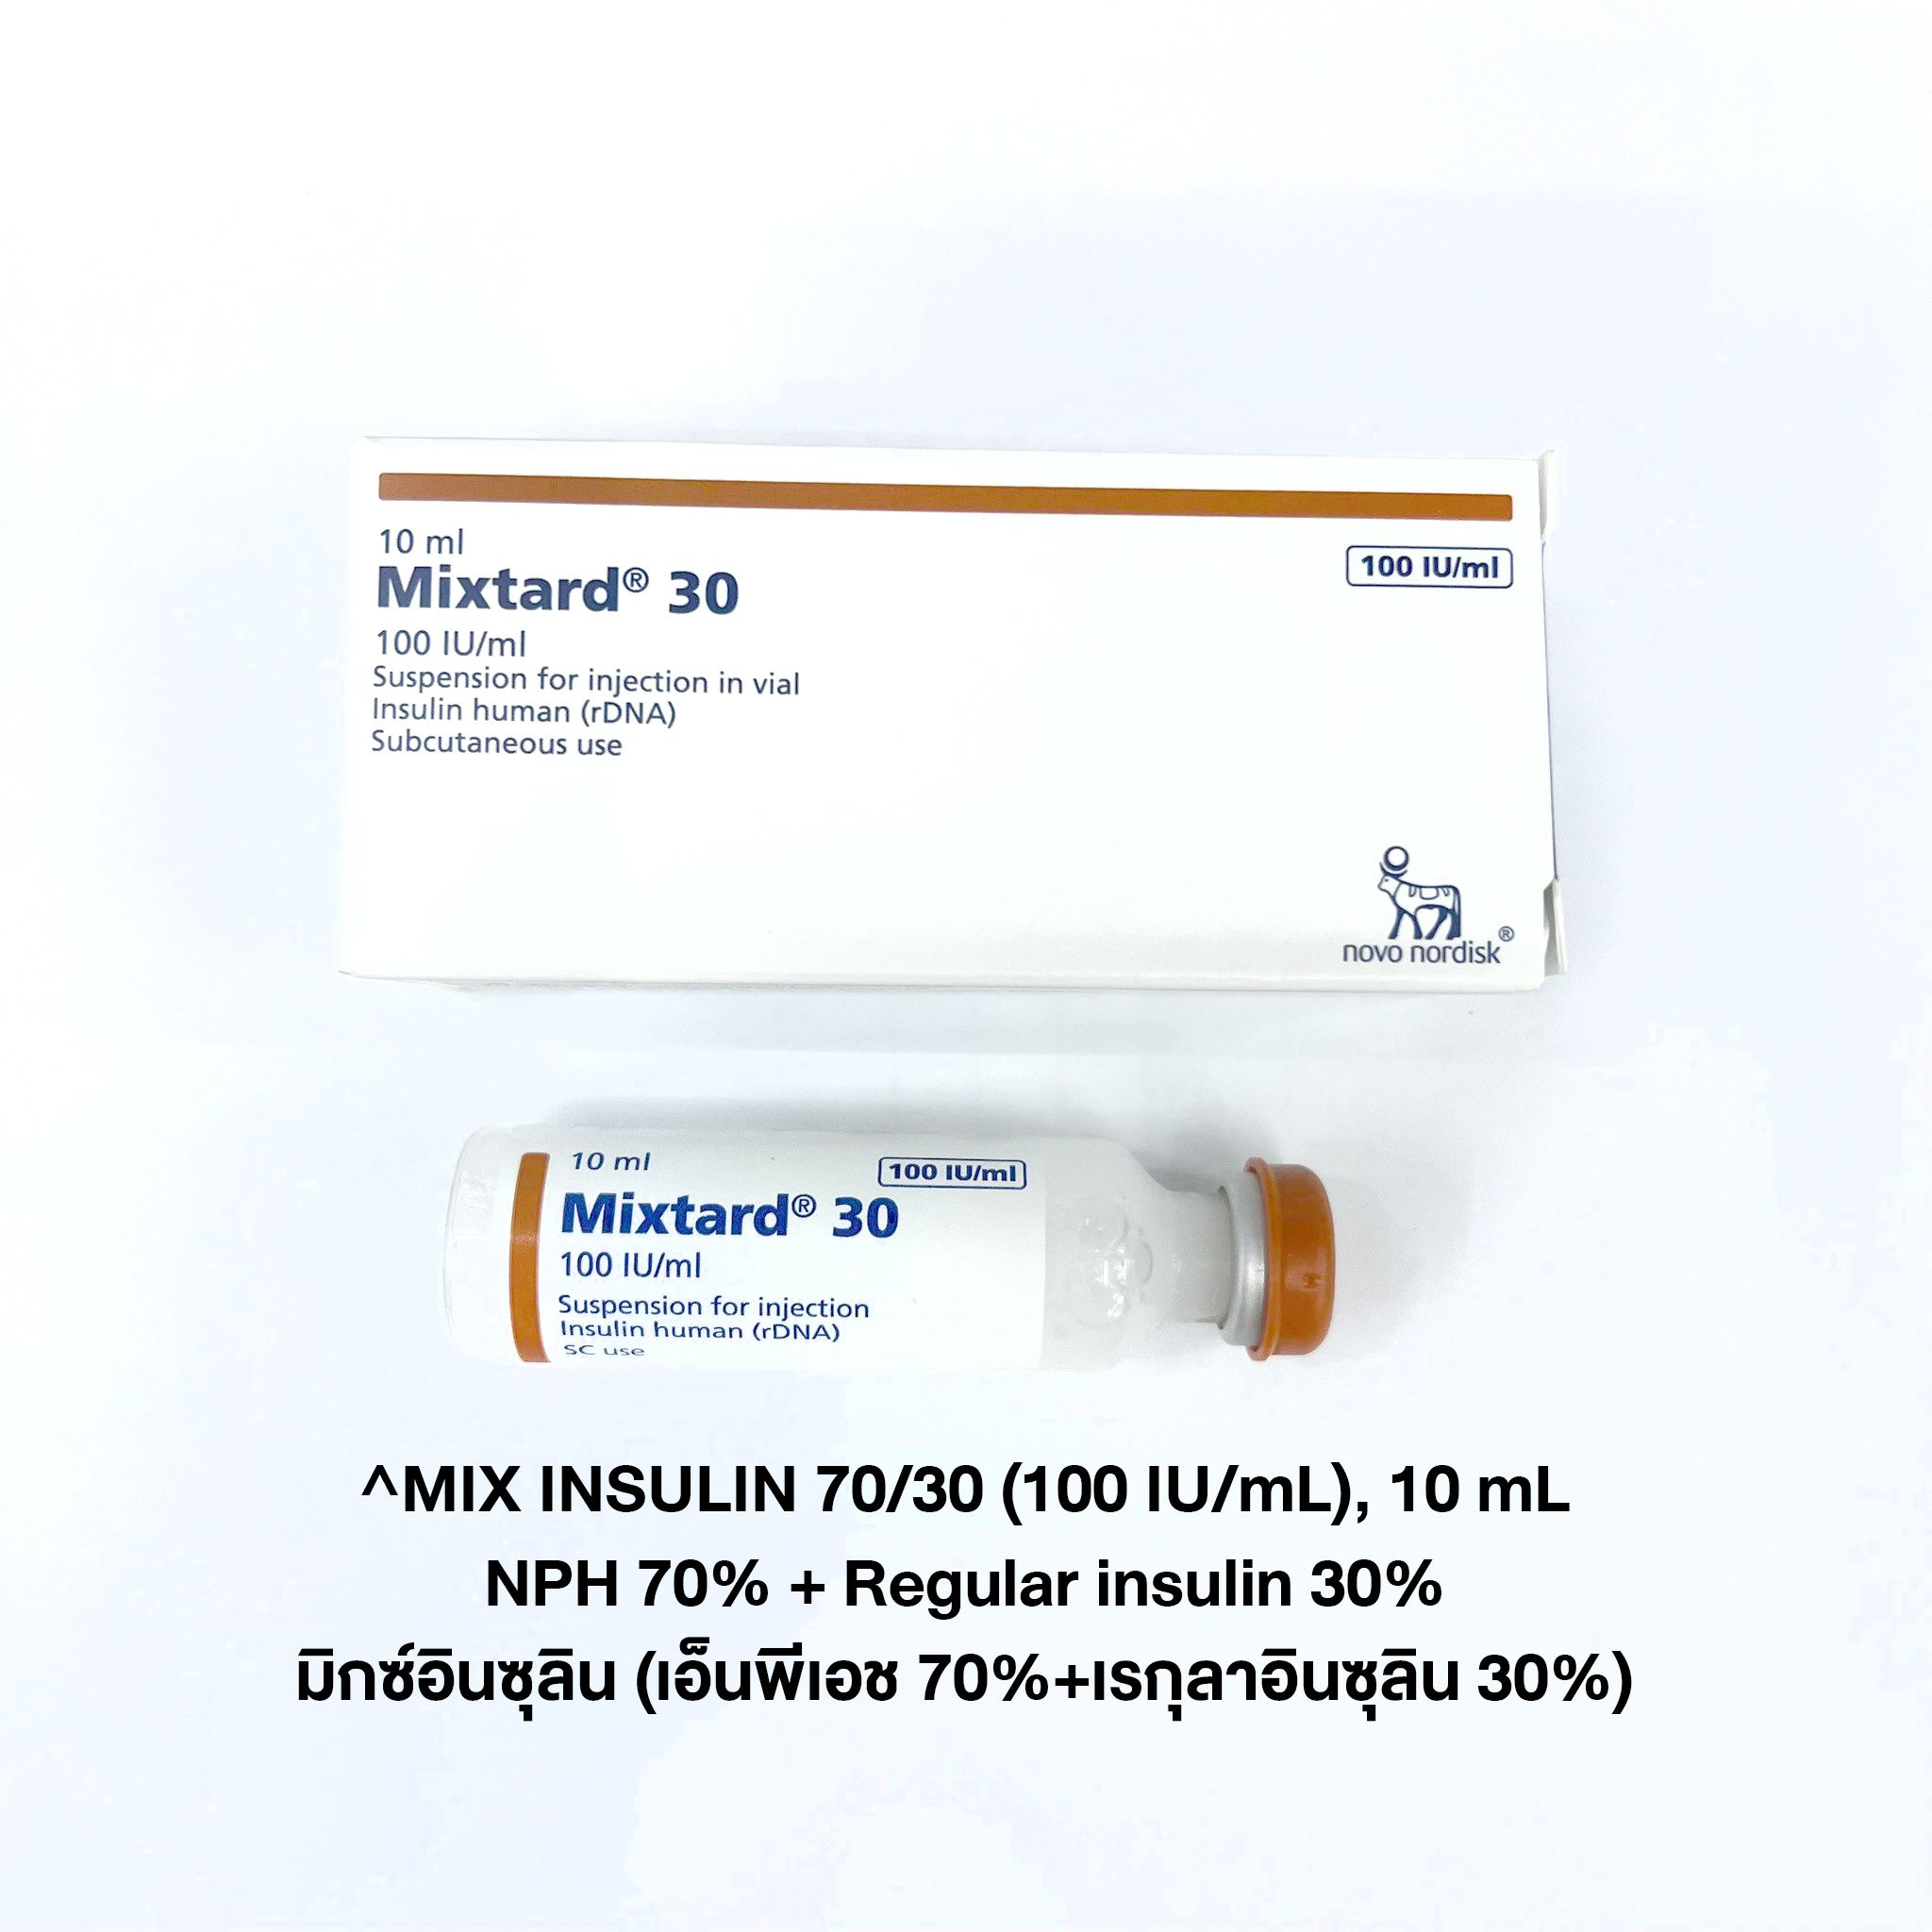 10 ml
Mixtard® 30
100 IU/ml
100 IU/ml
Suspension for injection in vial
Insulin human (rDNA)
Subcutaneous use
novo nordisk®
10 ml
100 IU/ml
Mixtard® 30
100 IU/ml
Suspension for injection
Insulin human (rDNA)
SC use
^MIX INSULIN 70/30 (100 IU/mL), 10 mL
NPH 70% + Regular insulin 30%
มิกซ์อินซุลิน (เอ็นพีเอช 70%+เรกุลาอินซุลิน 30%)